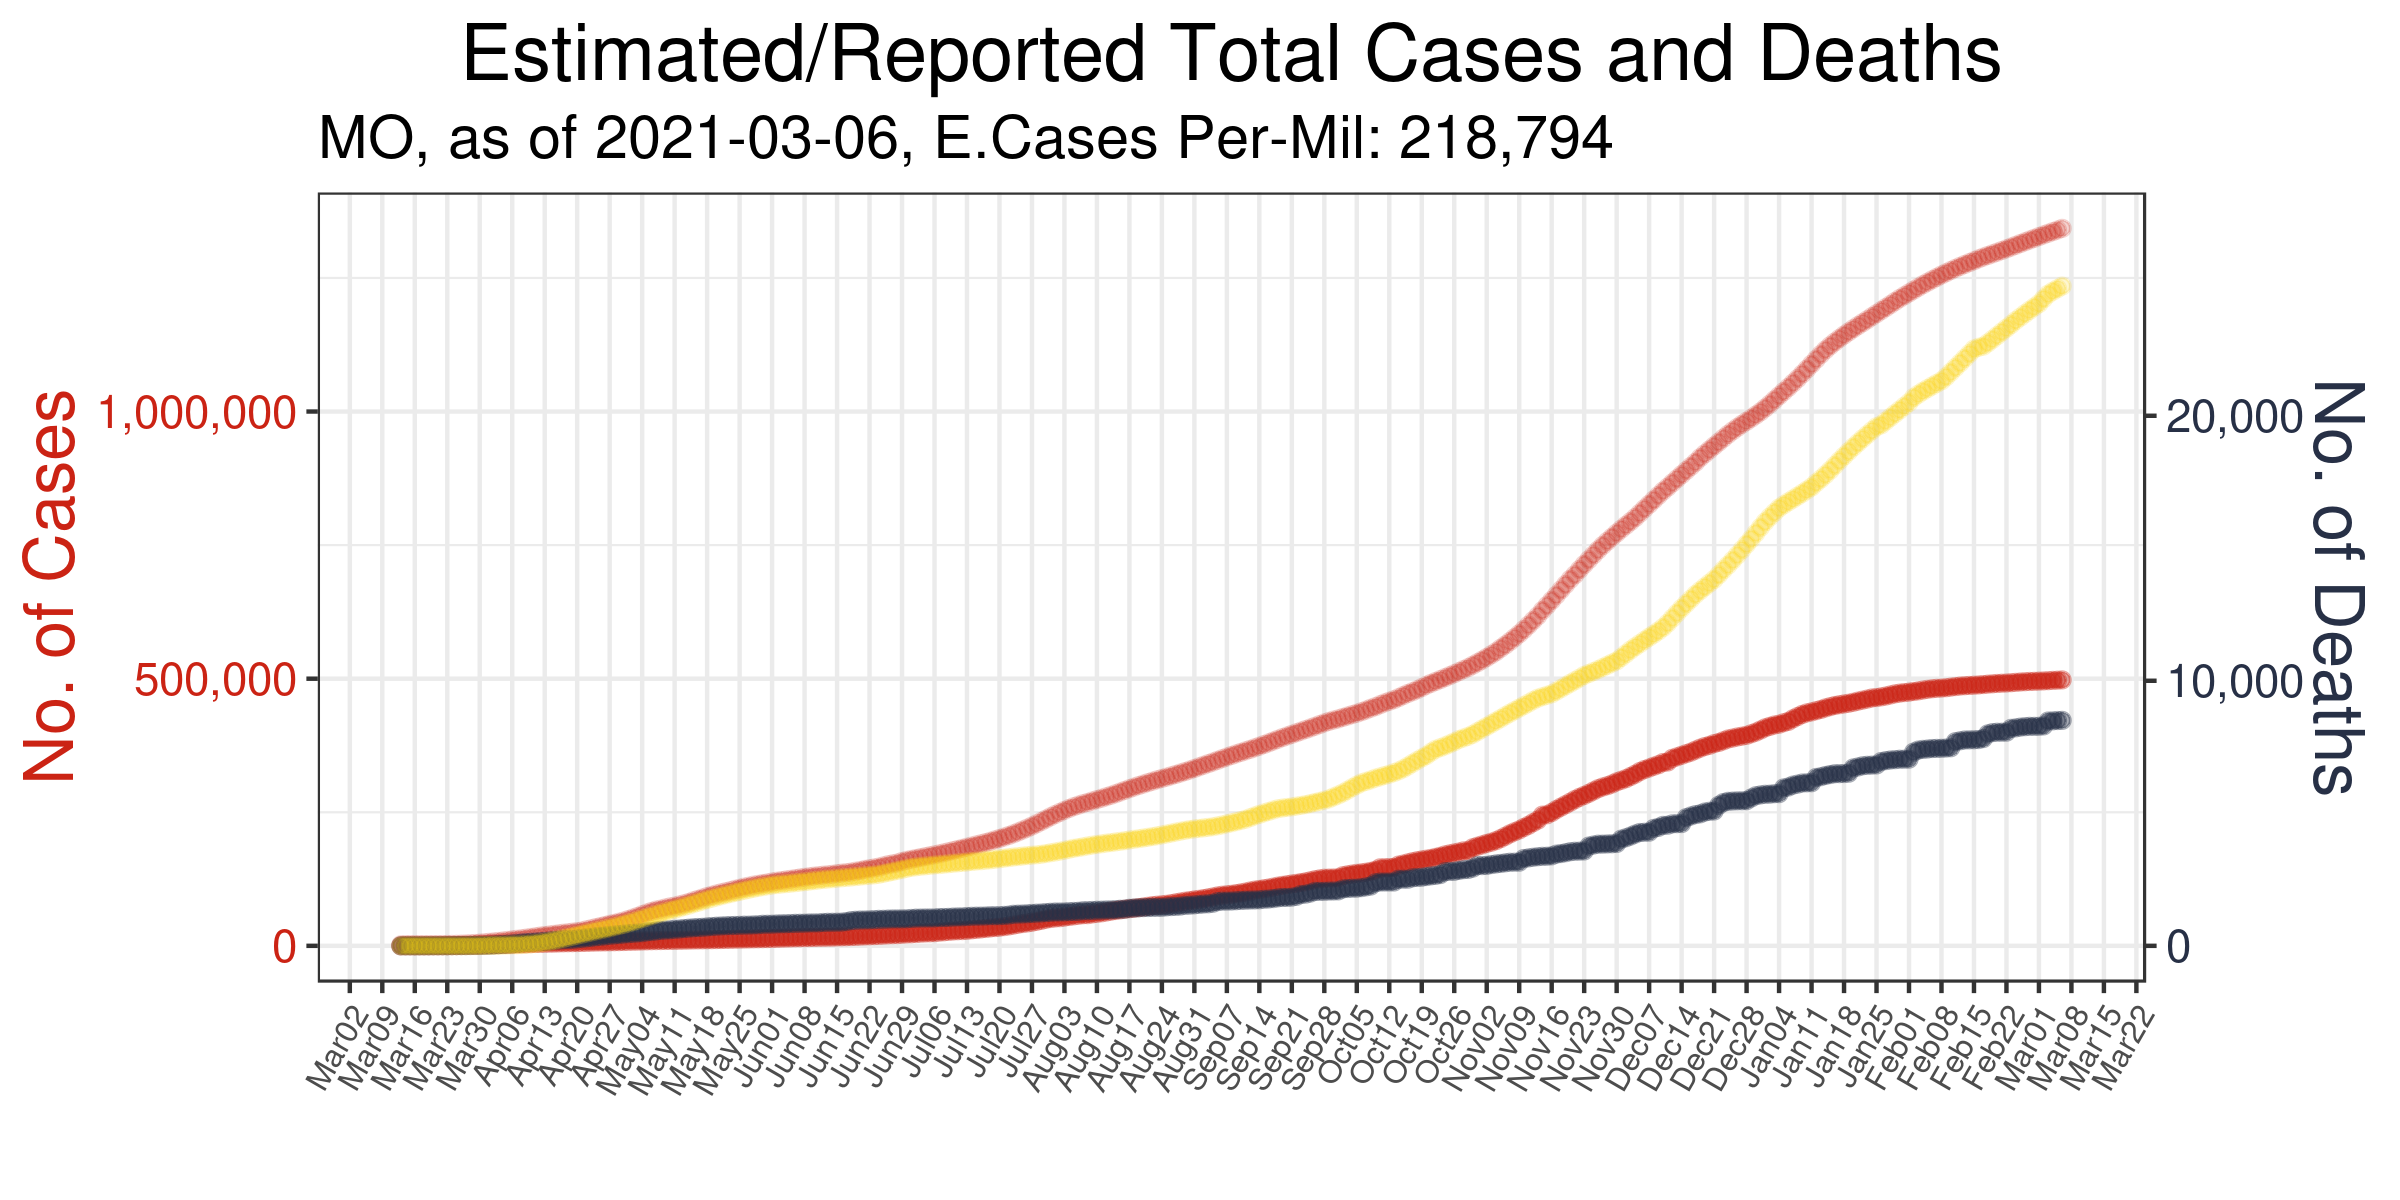 Estimated/Reported Total Cases and Deaths
MO, as of 2021-03-06, E.Cases Per-Mil: 218,794
No. of Cases
1,000,000
500,000
0
20,000
10,000
0
No. of Deaths
Mar02
Mar09
Mar16
Mar23
Mar30
Apr06
Apr13
Apr20
Apr27
May04
May11
May18
May25
Jun01
Jun08
Jun15
Jun22
Jun29
Jul06
Jul13
Jul20
Jul27
Aug03
Aug10
Aug17
Aug24
Aug31
Sep07
Sep14
Sep21
Sep28
Oct05
Oct12
Oct19
Oct26
Nov02
Nov09
Nov16
Nov23
Nov30
Dec07
Dec14
Dec21
Dec28
Jan04
Jan11
Jan18
Jan25
Feb01
Feb08
Feb15
Feb22
Mar01
Mar08
Mar15
Mar22